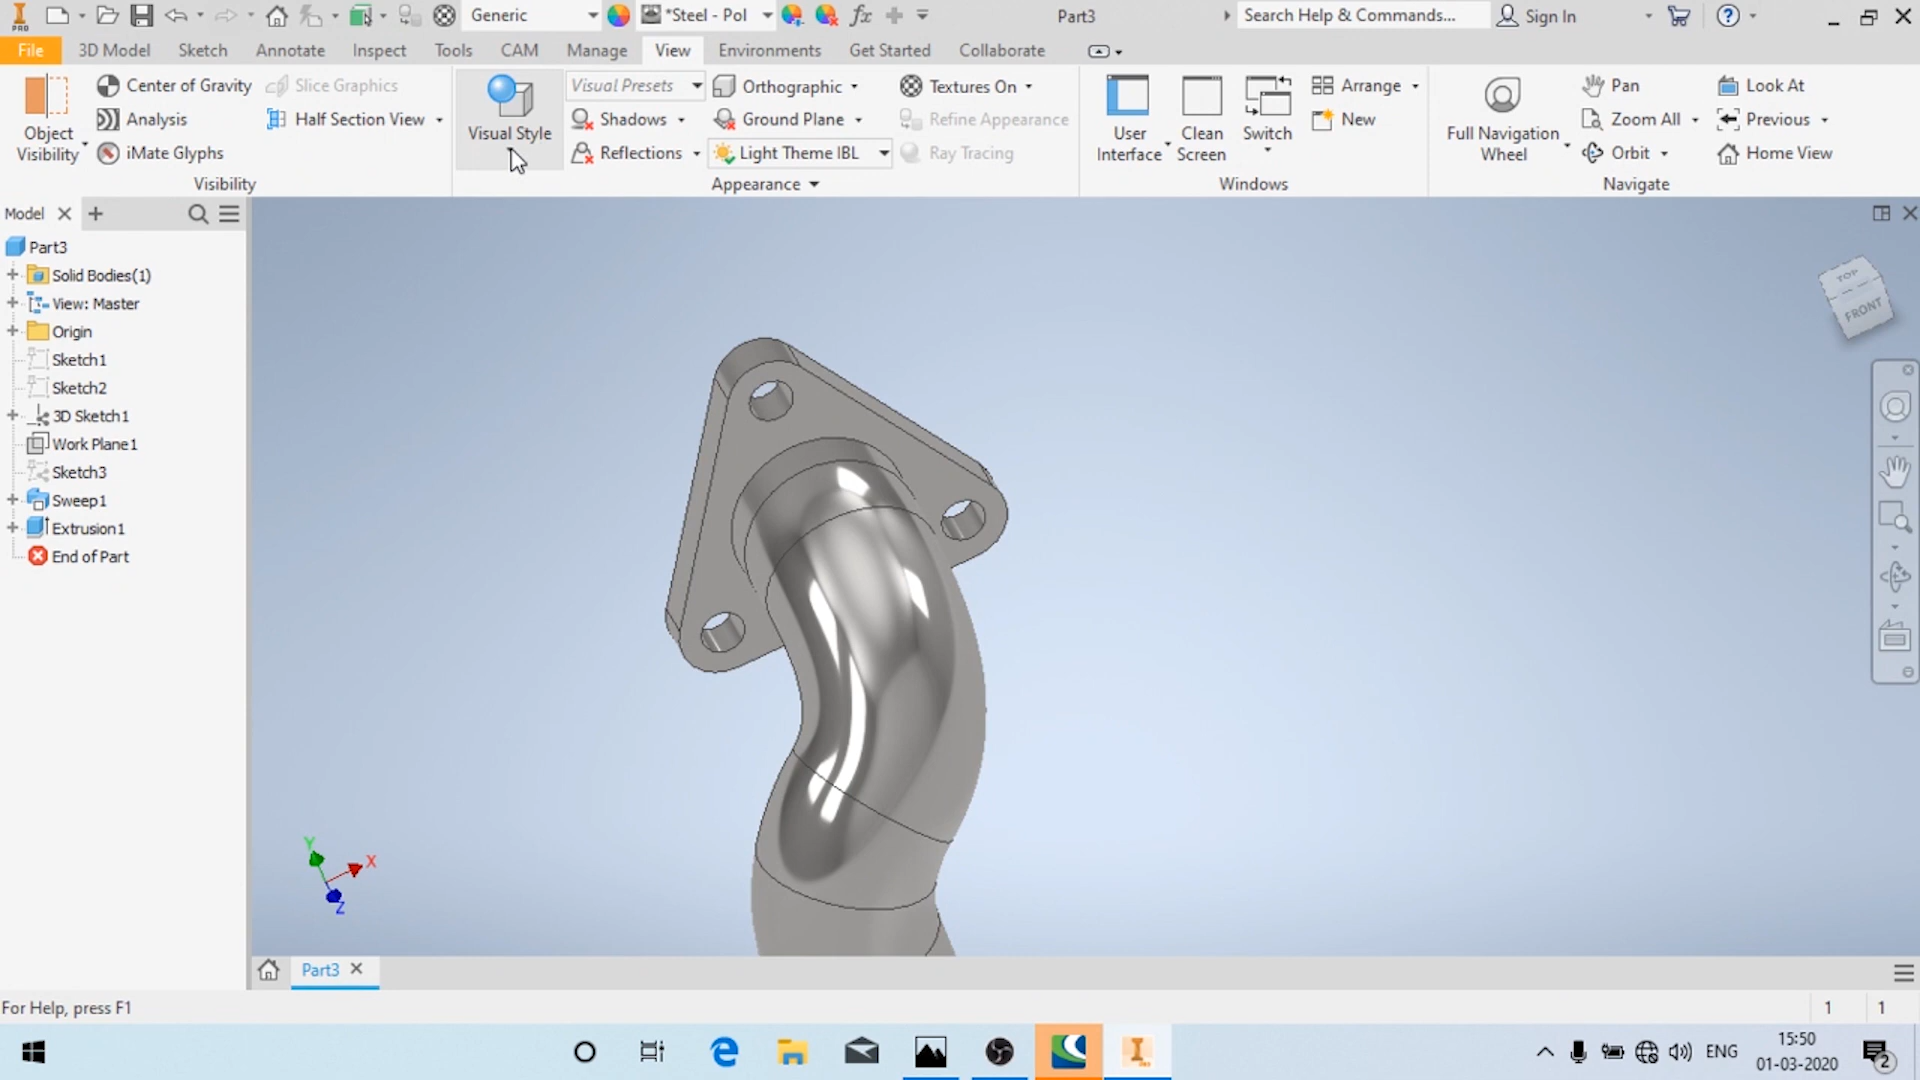 PRO
Generic
*Steel - Pol
fx
Part3
Search Help & Commands...
Sign In
File
3D Model
Sketch
Annotate
Inspect
Tools
CAM
Manage
View
Environments
Get Started
Collaborate
Object Visibility
Center of Gravity
Analysis
iMate Glyphs
Slice Graphics
Half Section View
Visibility
Visual Style
Visual Presets
Shadows
Reflections
Orthographic
Ground Plane
Light Theme IBL
Textures On
Refine Appearance
Ray Tracing
Appearance
User Interface
Clean Screen
Switch
Arrange
New
Windows
Full Navigation Wheel
Pan
Zoom All
Orbit
Look At
Previous
Home View
Navigate
Model
Part3
Solid Bodies(1)
View: Master
Origin
Sketch1
Sketch2
3D Sketch1
Work Plane1
Sketch3
Sweep1
Extrusion1
End of Part
TOP
FRONT
Y
X
Z
Part3
For Help, press F1
1
1
ENG
15:50
01-03-2020
2